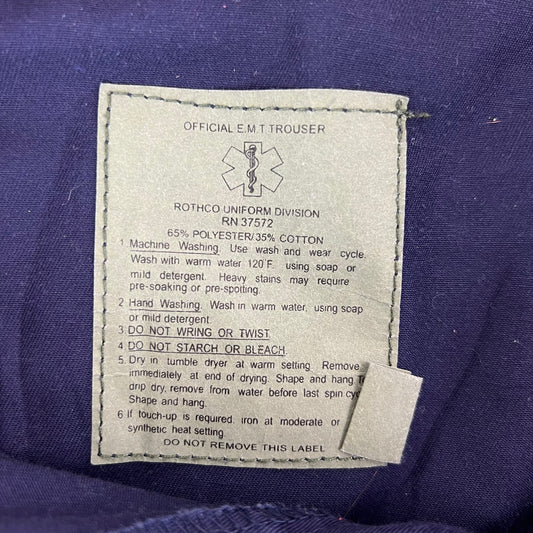 OFFICIAL E.M.T TROUSER
ROTHCO UNIFORM DIVISION
RN 37572
65% POLYESTER/35% COTTON
1 Machine Washing. Use wash and wear cycle.
Wash with warm water 120°F. using soap or
mild detergent. Heavy stains may require
pre-soaking or pre-spotting.
2 Hand Washing. Wash in warm water, using soap
or mild detergent
3. DO NOT WRING OR TWIST
4. DO NOT STARCH OR BLEACH
5. Dry in tumble dryer at warm setting. Remove
immediately at end of drying. Shape and hang
drip dry, remove from water before last spin
Shape and hang.
6 If touch-up is required. iron at moderate or
synthetic heat setting.
DO NOT REMOVE THIS LABEL